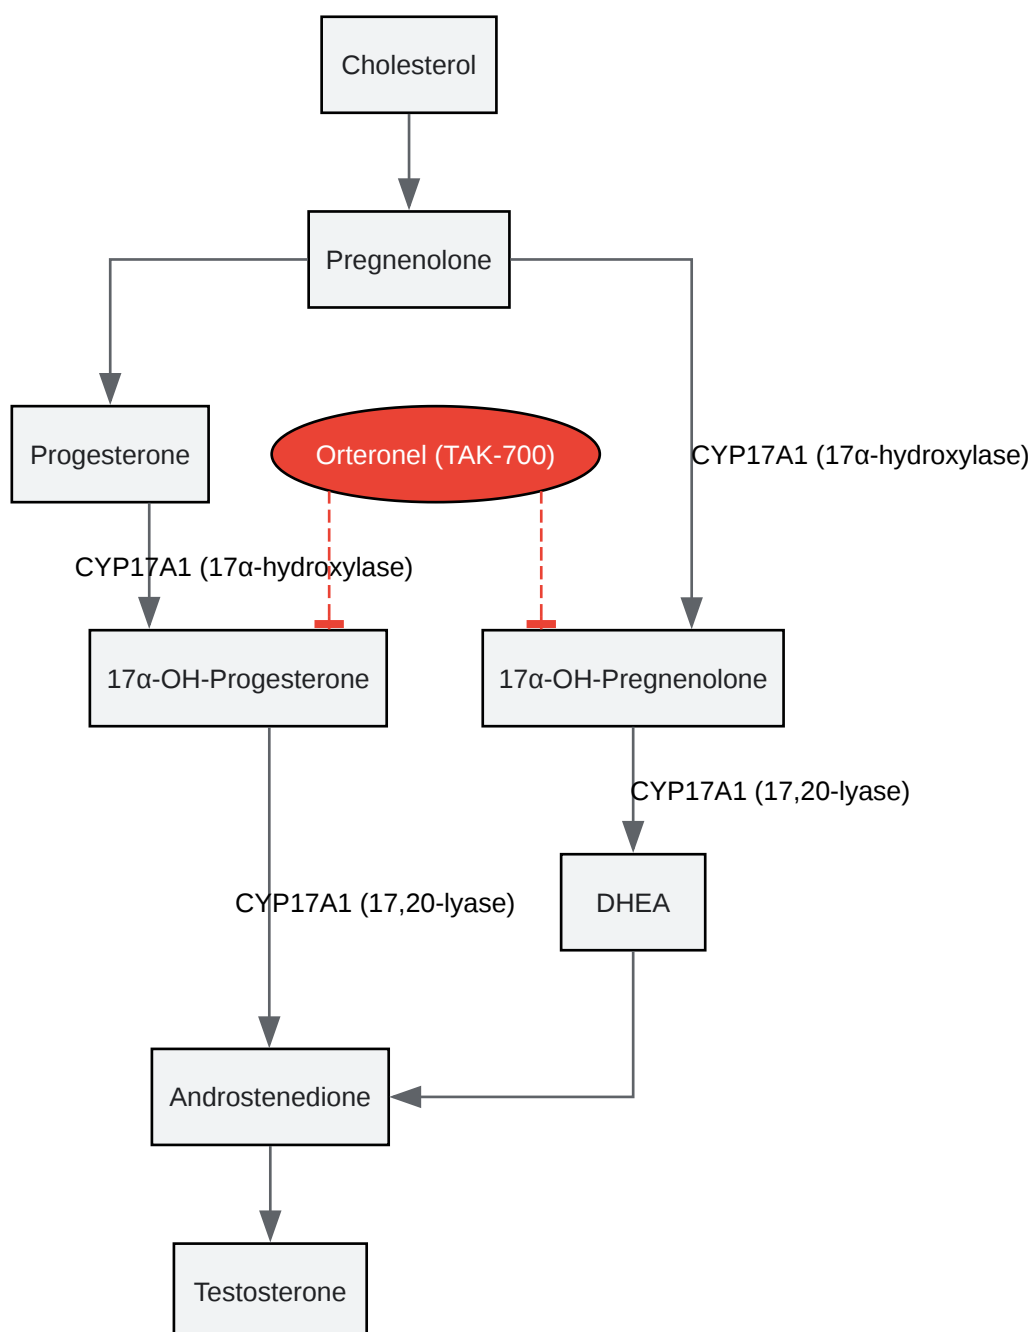 Cholesterol
Pregnenolone
Progesterone
Orteronel (TAK-700)
CYP17A1 (17α-hydroxylase)
CYP17A1 (17α-hydroxylase)
17α-OH-Progesterone
17α-OH-Pregnenolone
CYP17A1 (17,20-lyase)
CYP17A1 (17,20-lyase)
DHEA
Androstenedione
Testosterone